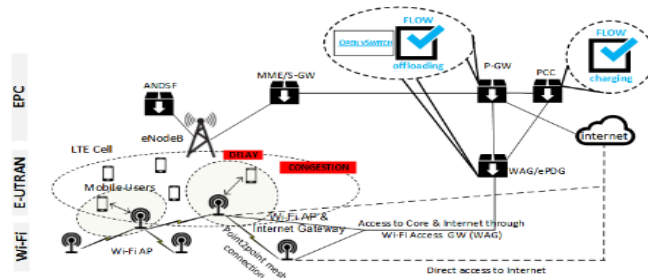 FLOW
OPENVSWITCH
offloading
FLOW
charging
P-GW
PCC
MME/S-GW
ANDSF
EPC
eNodeB
Internet
LTE Cell
DELAY
CONGESTION
WAG/ePDG
E-UTRAN
Mobile Users
Wi-Fi AP &
Internet Gateway
Access to Core & Internet through
Wi-Fi Access GW (WAG)
Wi-Fi
Wi-Fi AP
Point2point mesh
connection
Direct access to Internet